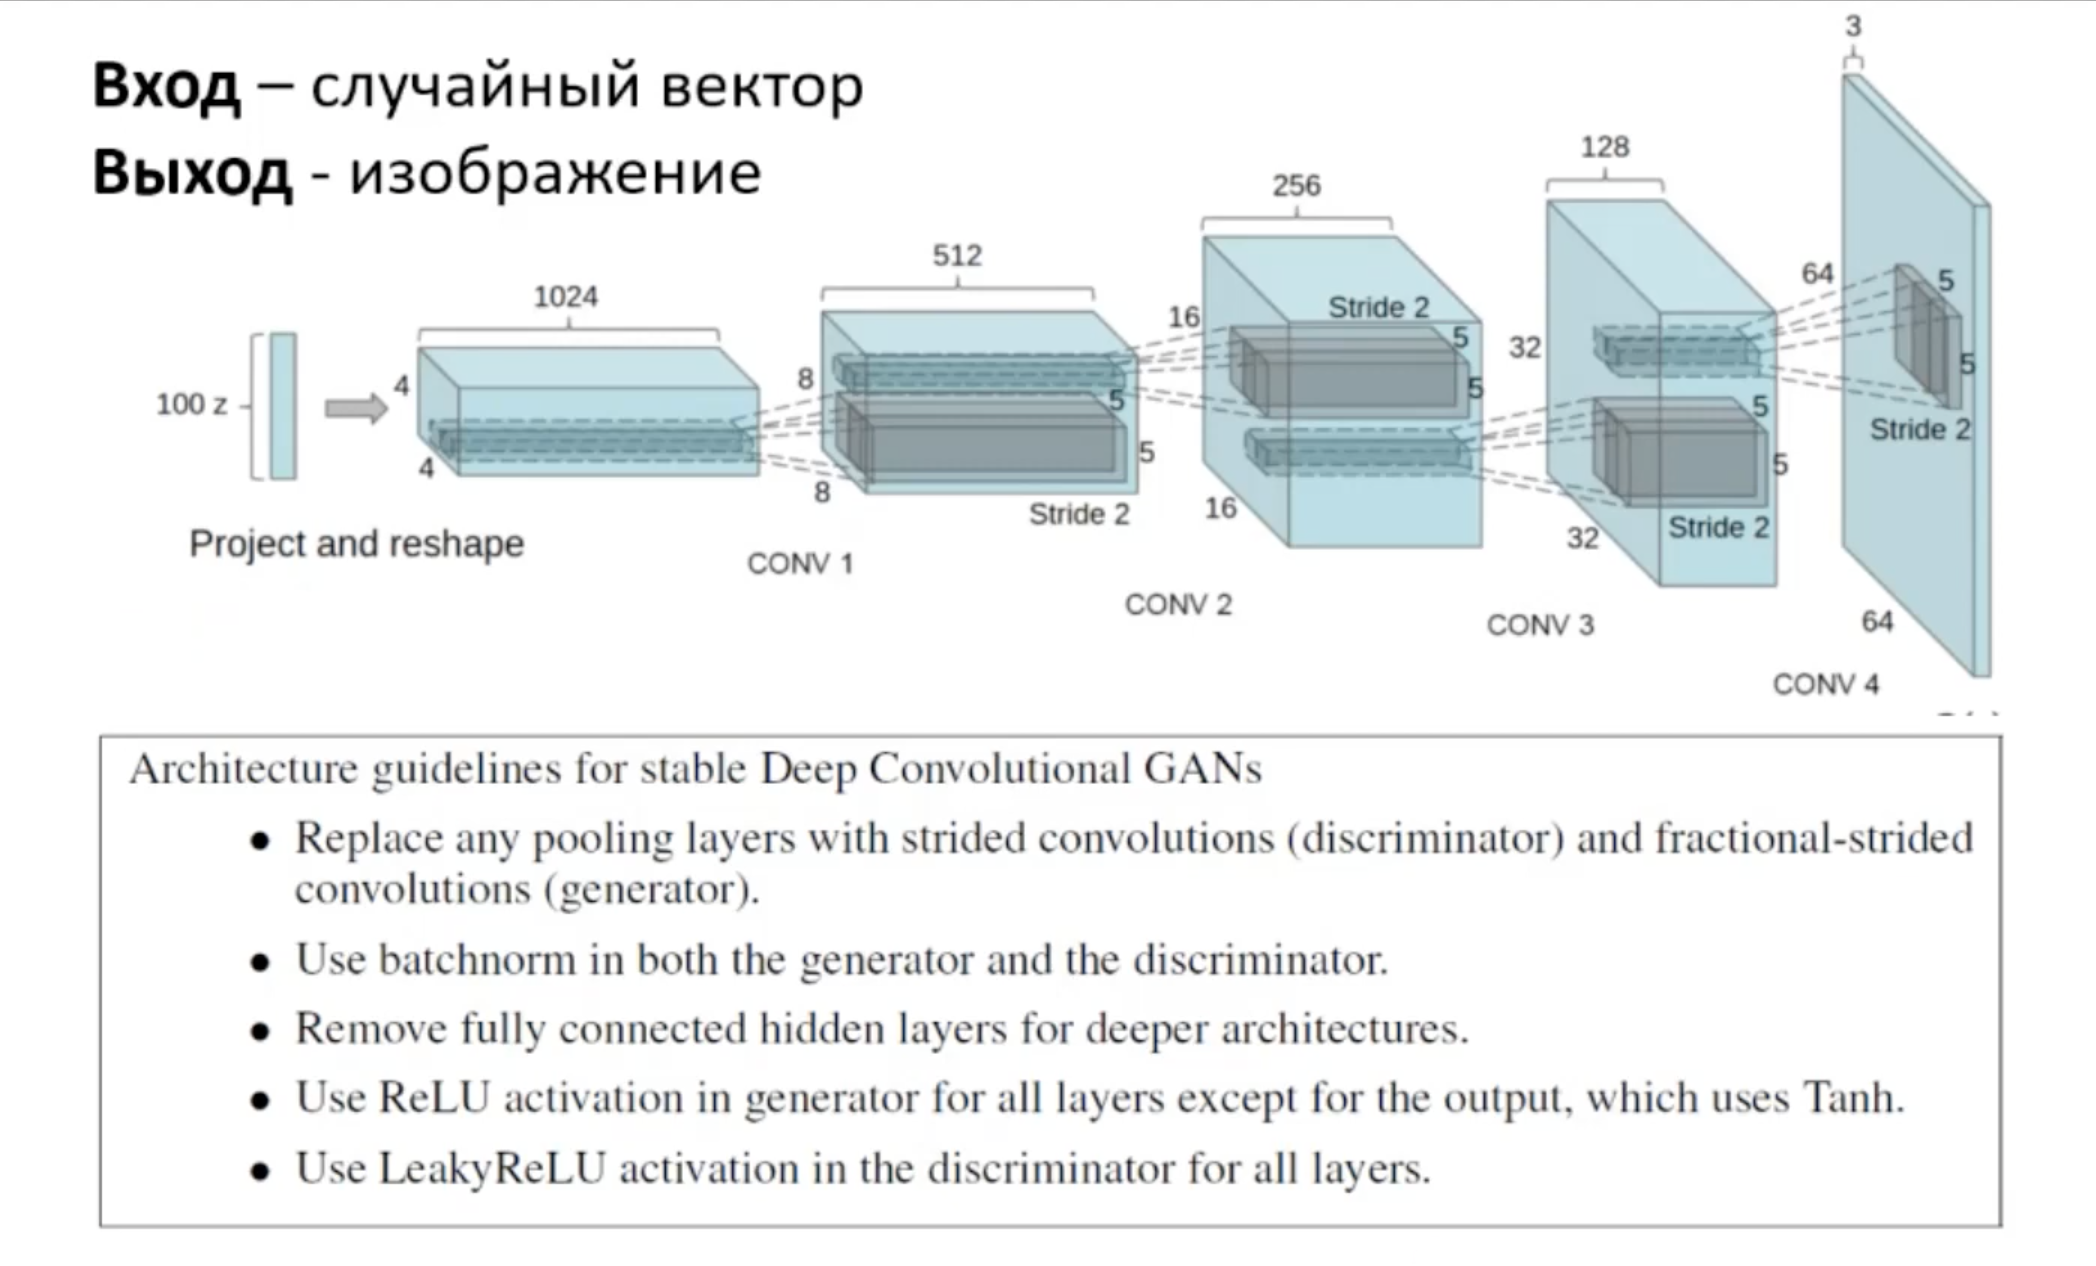 Вход – случайный вектор
Выход - изображение
3
128
256
512
1024
64
5
16
Stride 2
5
32
5
8
4
5
5
100 z
5
Stride 2
5
5
4
8
16
Stride 2
Stride 2
32
Project and reshape
CONV 1
CONV 2
CONV 3
64
CONV 4
Architecture guidelines for stable Deep Convolutional GANs
• Replace any pooling layers with strided convolutions (discriminator) and fractional-strided
convolutions (generator).
• Use batchnorm in both the generator and the discriminator.
• Remove fully connected hidden layers for deeper architectures.
• Use ReLU activation in generator for all layers except for the output, which uses Tanh.
• Use LeakyReLU activation in the discriminator for all layers.